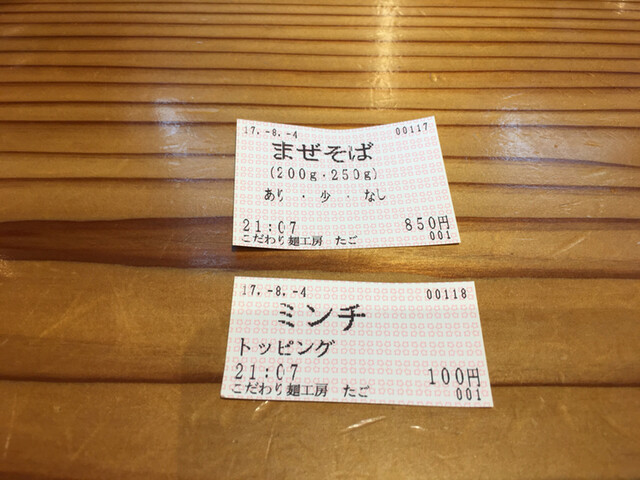 17.-8.-4 00117
まぜそば
(200g・250g)
あり・少・なし
21:07 850円
こだわり麺工房 たご 001
17.-8.-4 00118
ミンチ
トッピング
21:07 100円
こだわり麺工房 たご 001